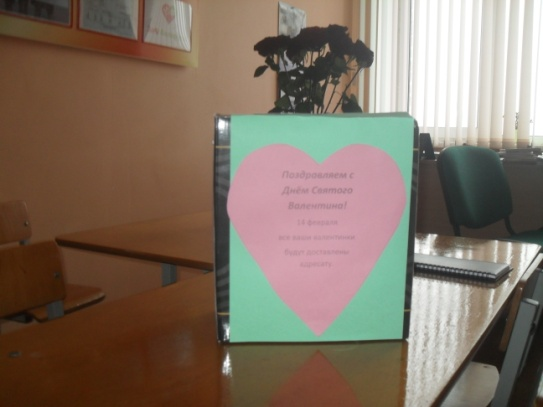 Поздравляем с
Днём Святого
Валентина!
14 февраля
все ваши валентинки
будут доставлены
адресату